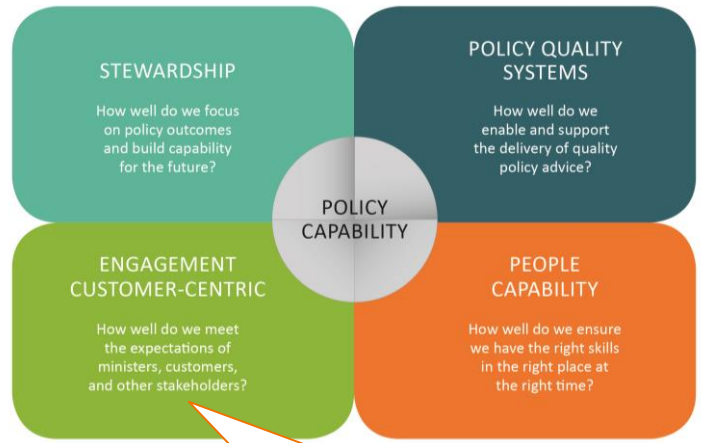 STEWARDSHIP
How well do we focus
on policy outcomes
and build capability
for the future?
POLICY QUALITY
SYSTEMS
How well do we
enable and support
the delivery of quality
policy advice?
POLICY
CAPABILITY
ENGAGEMENT
CUSTOMER-CENTRIC
How well do we meet
the expectations of
ministers, customers,
and other stakeholders?
PEOPLE
CAPABILITY
How well do we ensure
we have the right skills
in the right place at
the right time?